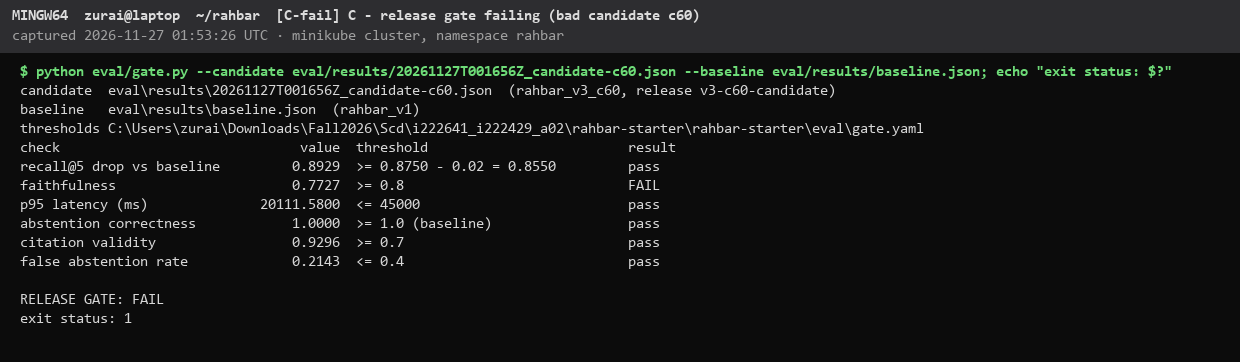 MINGW64  zurai@laptop  ~/rahbar  [C-fail] C - release gate failing (bad candidate c60)
captured 2026-11-27 01:53:26 UTC · minikube cluster, namespace rahbar
$ python eval/gate.py --candidate eval/results/20261127T001656Z_candidate-c60.json --baseline eval/results/baseline.json; echo "exit status: $?"
candidate  eval\results\20261127T001656Z_candidate-c60.json  (rahbar_v3_c60, release v3-c60-candidate)
baseline   eval\results\baseline.json  (rahbar_v1)
thresholds C:\Users\zurai\Downloads\Fall2026\Scd\i222641_i222429_a02\rahbar-starter\rahbar-starter\eval\gate.yaml
check                              value  threshold                         result
recall@5 drop vs baseline         0.8929  >= 0.8750 - 0.02 = 0.8550         pass
faithfulness                      0.7727  >= 0.8                            FAIL
p95 latency (ms)              20111.5800  <= 45000                          pass
abstention correctness            1.0000  >= 1.0 (baseline)                 pass
citation validity                 0.9296  >= 0.7                            pass
false abstention rate             0.2143  <= 0.4                            pass
RELEASE GATE: FAIL
exit status: 1